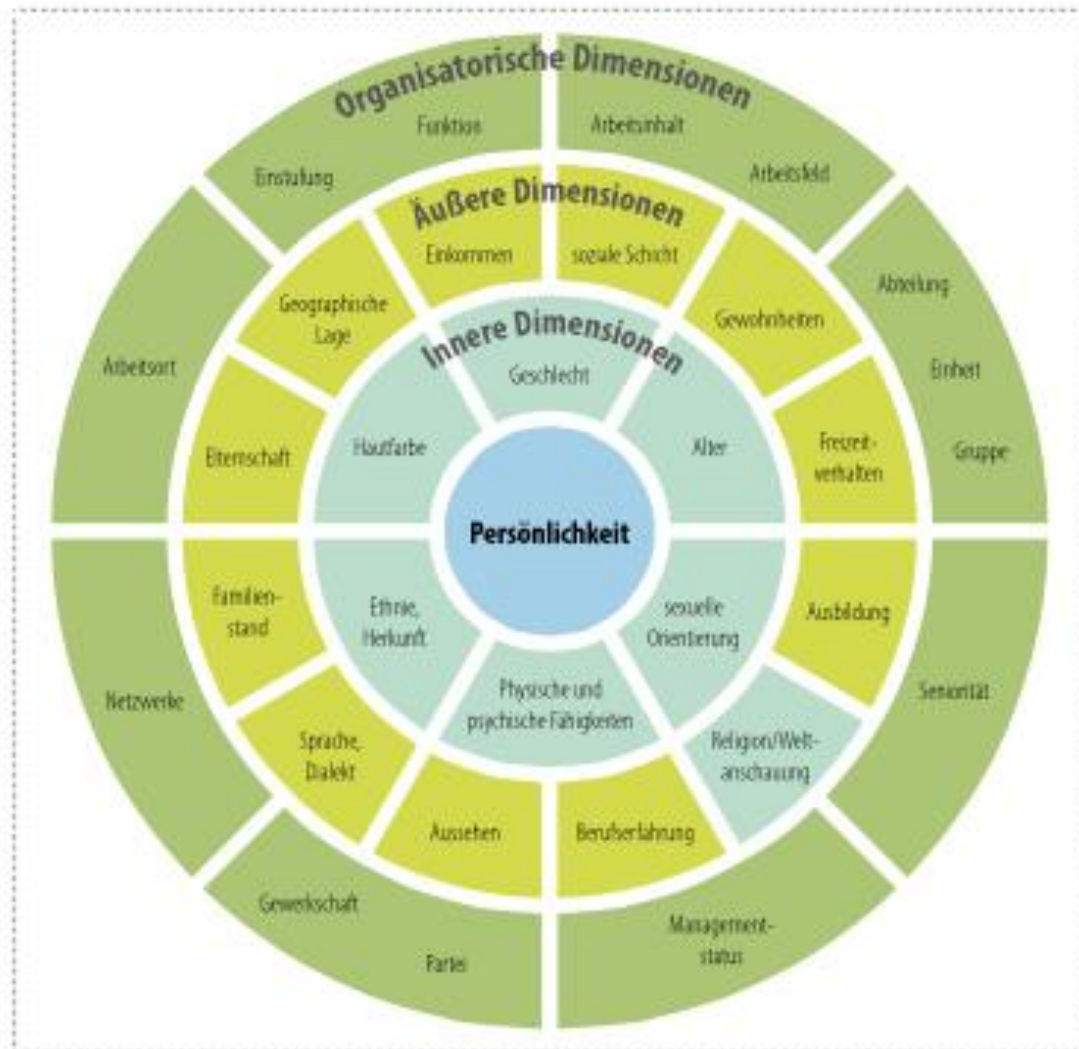 Organisatorische Dimensionen
Funktion
Arbeitsinhalt
Einstufung
Arbeitsfeld
Äußere Dimensionen
Einkommen
soziale Schicht
Abteilung
Geographische
Lage
Gewohnheiten
Innere Dimensionen
Geschlecht
Arbeitsort
Einheit
Elternschaft
Hautfarbe
Alter
Freizeit-
verhalten
Gruppe
Persönlichkeit
Familien-
stand
Ethnie,
Herkunft
sexuelle
Orientierung
Ausbildung
Netzwerke
Physische und
psychische Fähigkeiten
Seniorität
Sprache,
Dialekt
Religion/Welt-
anschauung
Aussehen
Berufserfahrung
Gewerkschaft
Partei
Management-
status